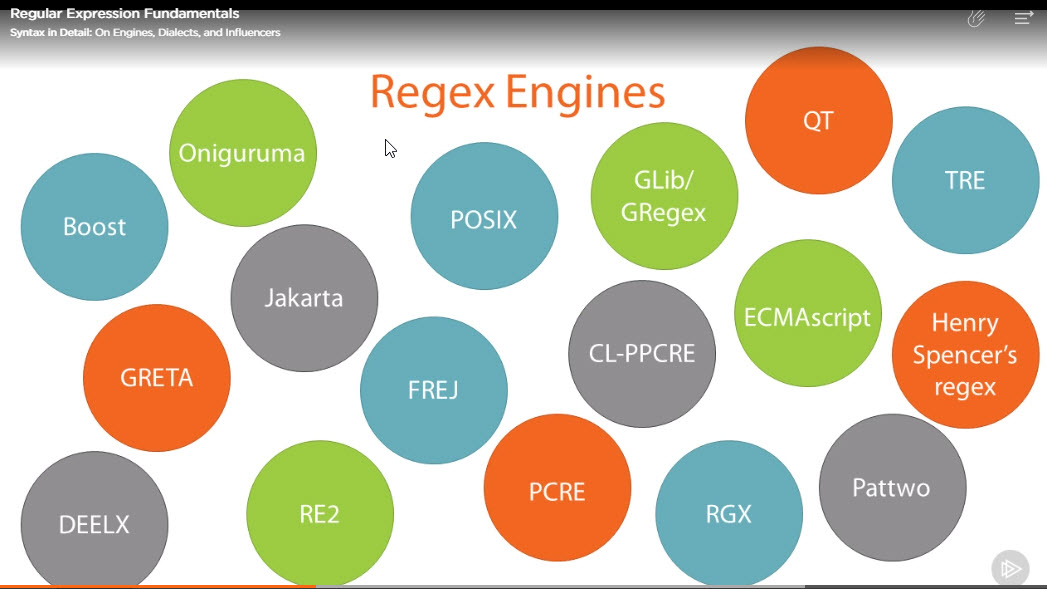 Regular Expression Fundamentals
Syntax in Detail: On Engines, Dialects, and Influencers
Regex Engines
QT
Oniguruma
TRE
GLib/
GRegex
POSIX
Boost
Jakarta
ECMAscript
Henry
Spencer's
regex
CL-PPCRE
GRETA
FREJ
Pattwo
PCRE
RE2
RGX
DEELX